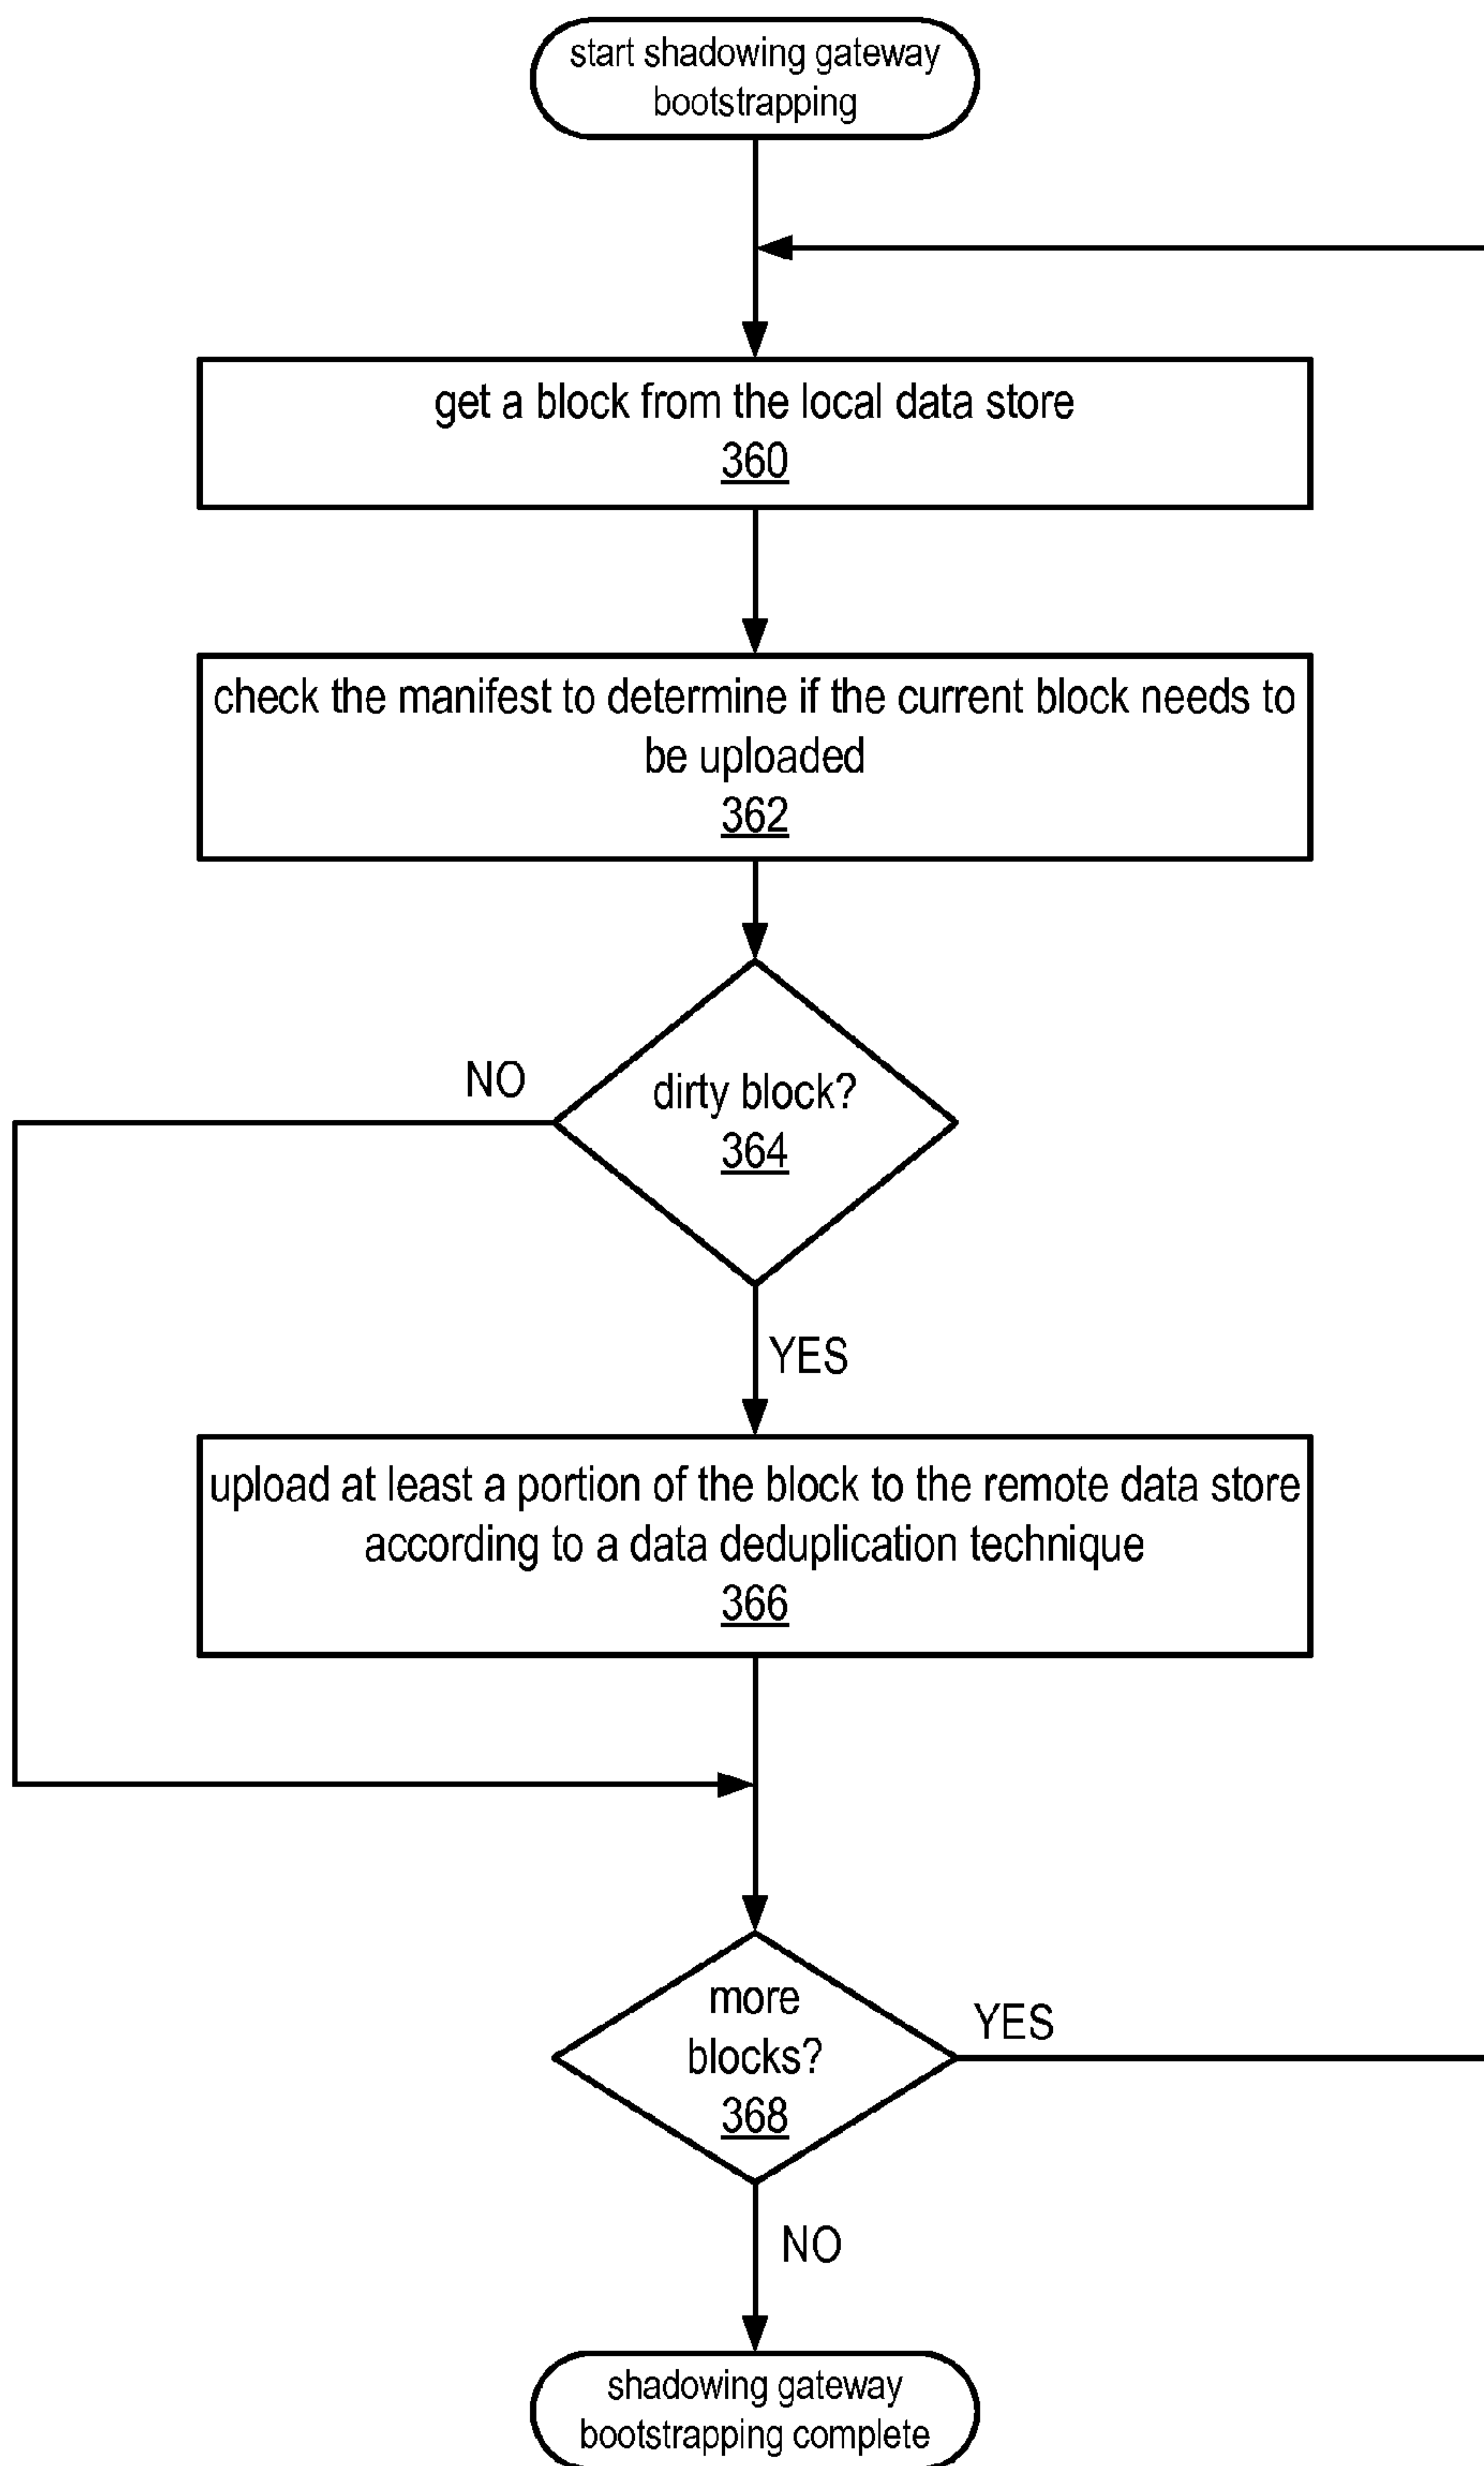 start shadowing gateway
bootstrapping
get a block from the local data store
360
check the manifest to determine if the current block needs to
be uploaded
362
NO
dirty block?
364
YES
upload at least a portion of the block to the remote data store
according to a data deduplication technique
366
more
blocks?
368
YES
NO
shadowing gateway
bootstrapping complete